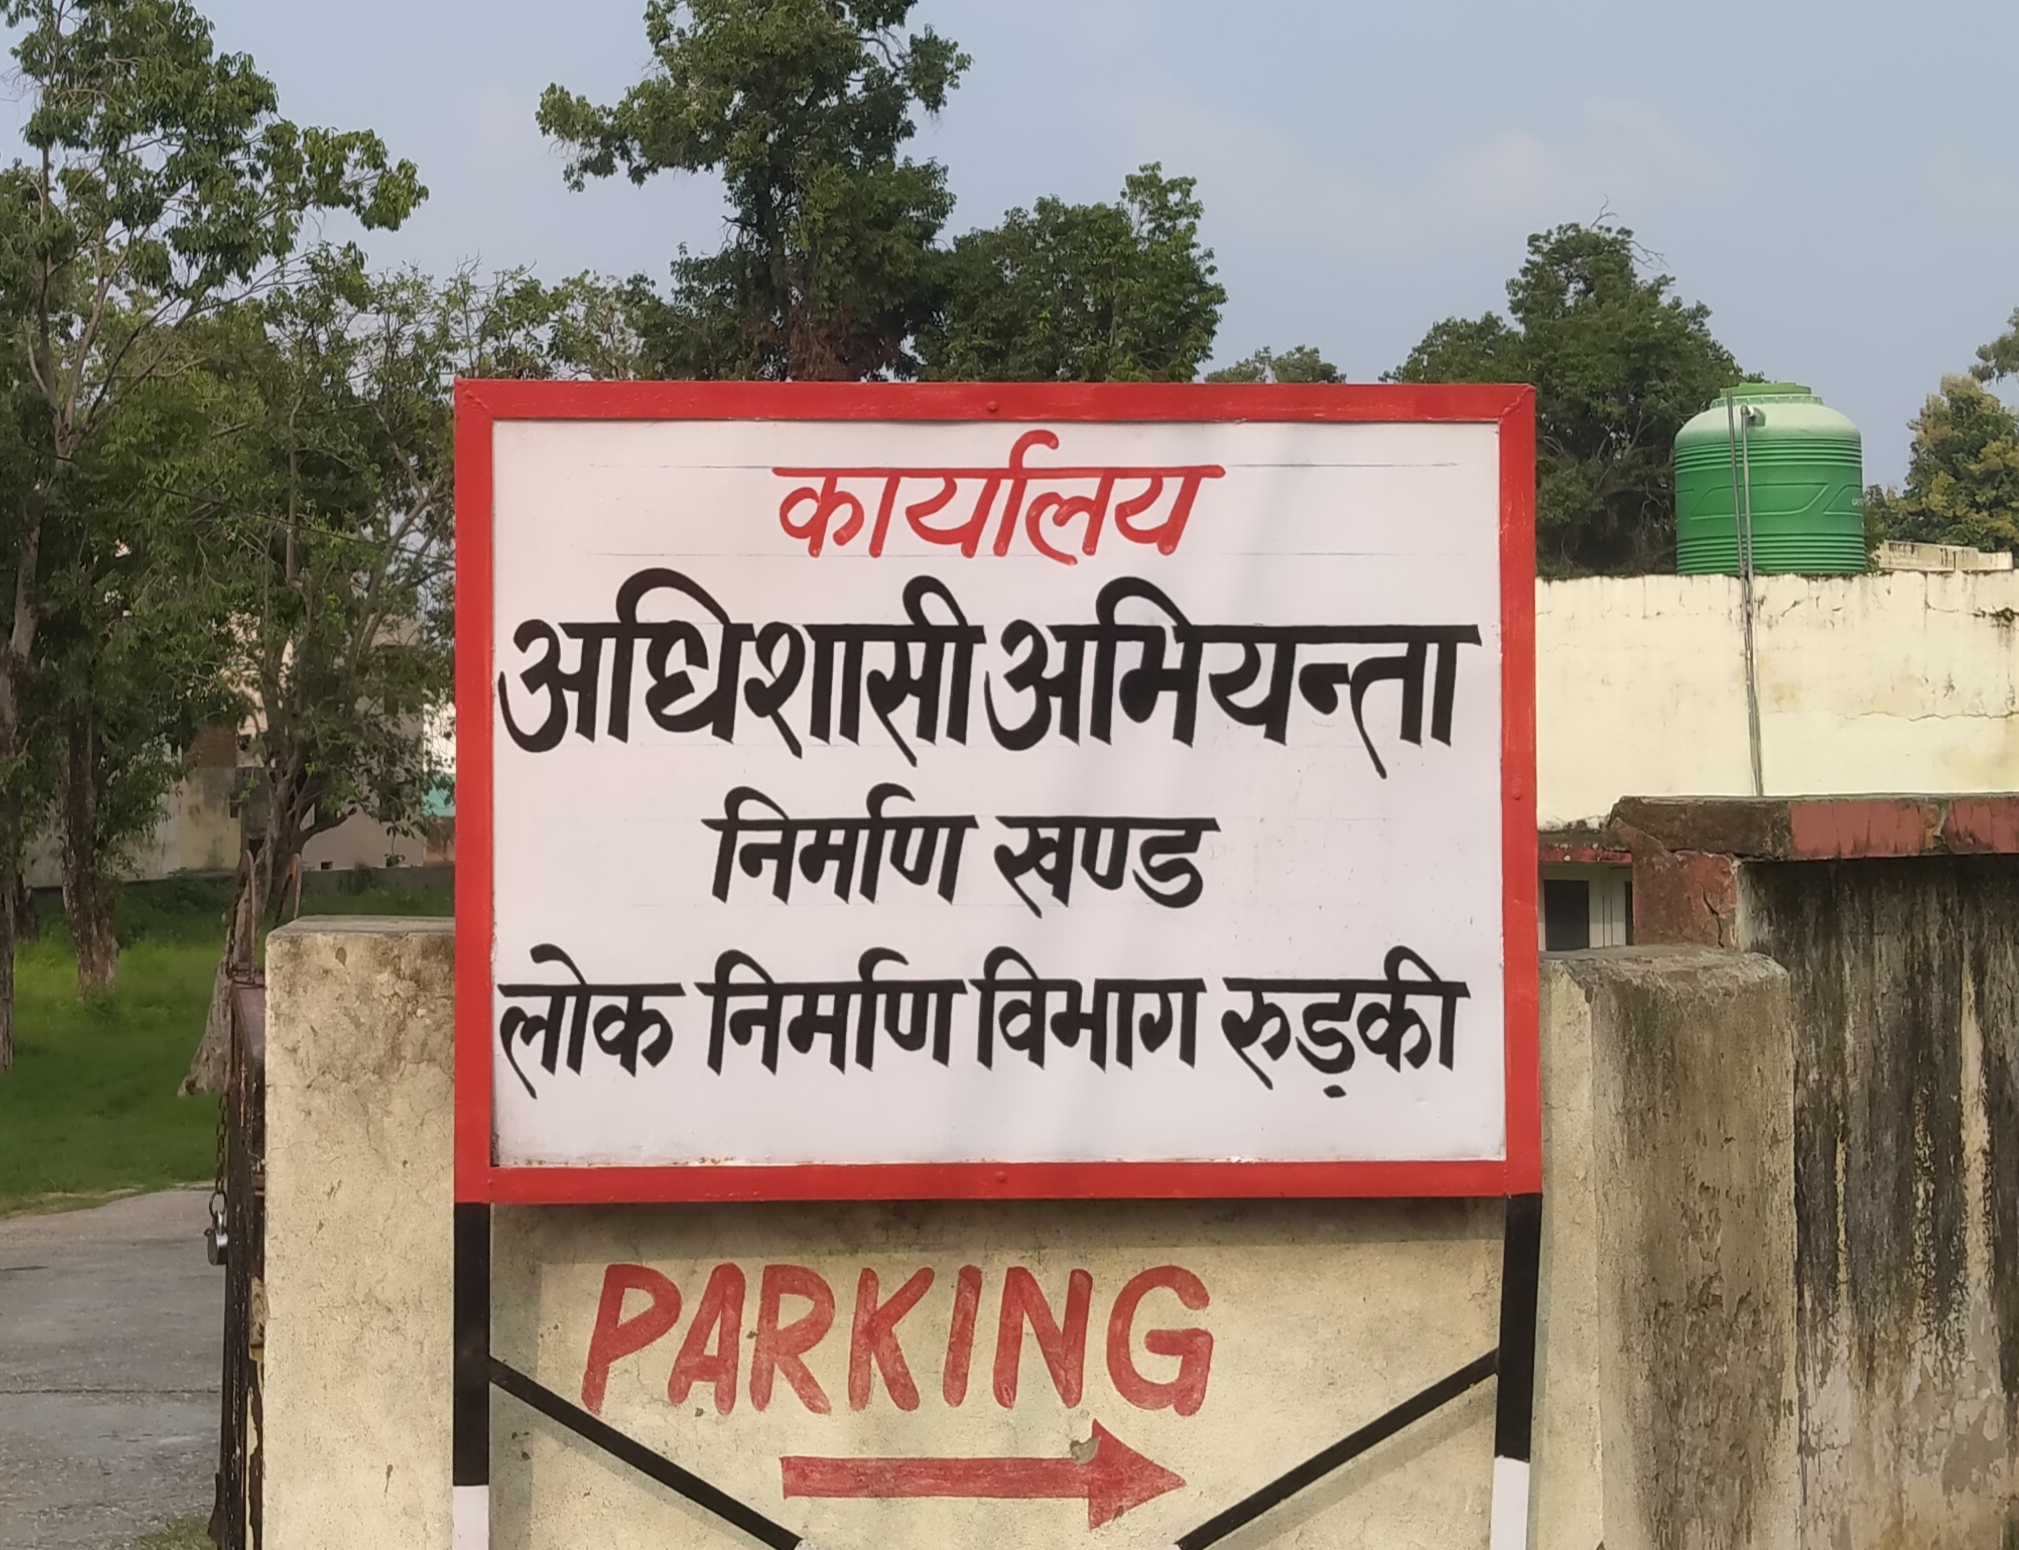 कार्यालय
अधिशासी अभियन्ता
निर्माण खण्ड
लोक निर्माण विभाग रुड़की
PARKING